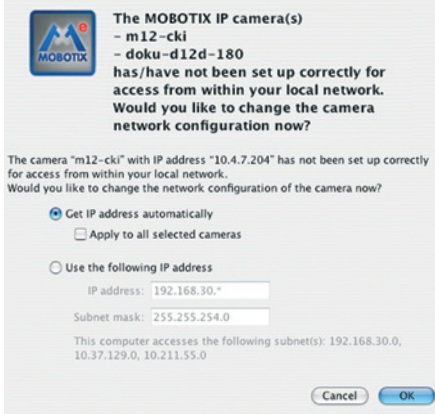 MOBOTIX
The MOBOTIX IP camera(s)
- m12-cki
- doku-d12d-180
has/have not been set up correctly for
access from within your local network.
Would you like to change the camera
network configuration now?
The camera “m12-cki” with IP address “10.4.7.204” has not been set up correctly
for access from within your local network.
Would you like to change the network configuration of the camera now?
Get IP address automatically
Apply to all selected cameras
Use the following IP address
IP address: 192.168.30.*
Subnet mask: 255.255.254.0
This computer accesses the following subnet(s): 192.168.30.0,
10.37.129.0, 10.211.55.0
Cancel OK